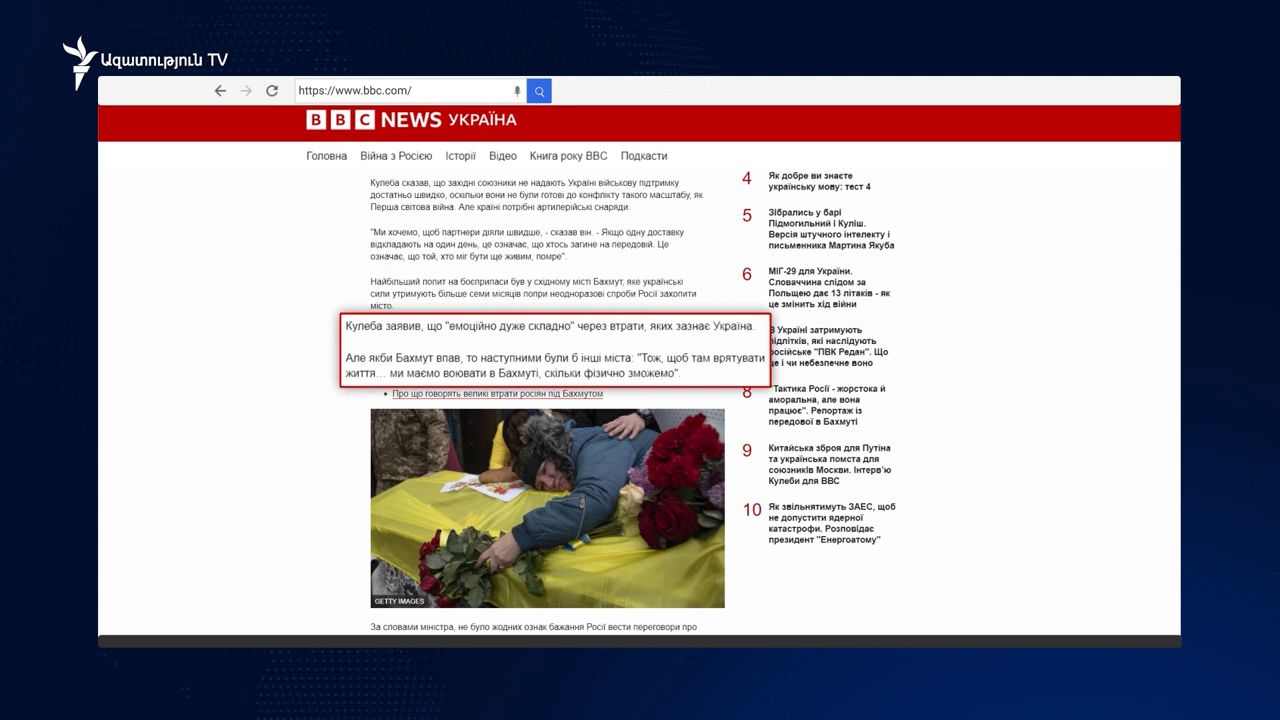 Ազատություն TV
https://www.bbc.com/
BBC NEWS УКРАЇНА
Головна Війна з Росією Історії Відео Книга року BBC Подкасти
Кулеба сказав, що західні союзники не надають Україні військову підтримку
достатньо швидко, оскільки вони не були готові до конфлікту такого масштабу, як
Перша світова війна. Але країні потрібні артилерійські снаряди.
"Ми хочемо, щоб партнери діяли швидше, - сказав він. - Якщо одну доставку
відкладають на один день, це означає, що хтось загине на передовій. Це
означає, що той, хто міг бути ще живим, помре".
Найбільший попит на боєприпаси був у східному місті Бахмут, яке українські
сили утримують більше семи місяців попри неодноразові спроби Росії захопити
місто.
Кулеба заявив, що "емоційно дуже складно" через втрати, яких зазнає Україна.
Але якби Бахмут впав, то наступними були б інші міста: "Тож, щоб там врятувати
життя... ми маємо воювати в Бахмуті, скільки фізично зможемо".
• Про що говорять великі втрати росіян під Бахмутом
GETTY IMAGES
За словами міністра, не було жодних ознак бажання Росії вести переговори про
4 Як добре ви знаєте
українську мову: тест 4
5 Зібрались у барі
Підмогильний і Куліш.
Версія штучного інтелекту і
письменника Мартина Якуба
6 МІГ-29 для України.
Словаччина слідом за
Польщею дає 13 літаків - як
це змінить хід війни
В Україні затримують
підлітків, які наслідують
російське "ПВК Редан". Що
це і чи небезпечне воно
8 "Тактика Росії - жорстока й
аморальна, але вона
працює". Репортаж із
передової в Бахмуті
9 Китайська зброя для Путіна
та українська помста для
союзників Москви. Інтерв'ю
Кулеби для BBC
10 Як звільнятимуть ЗАЕС, щоб
не допустити ядерної
катастрофи. Розповідає
президент "Енергоатому"